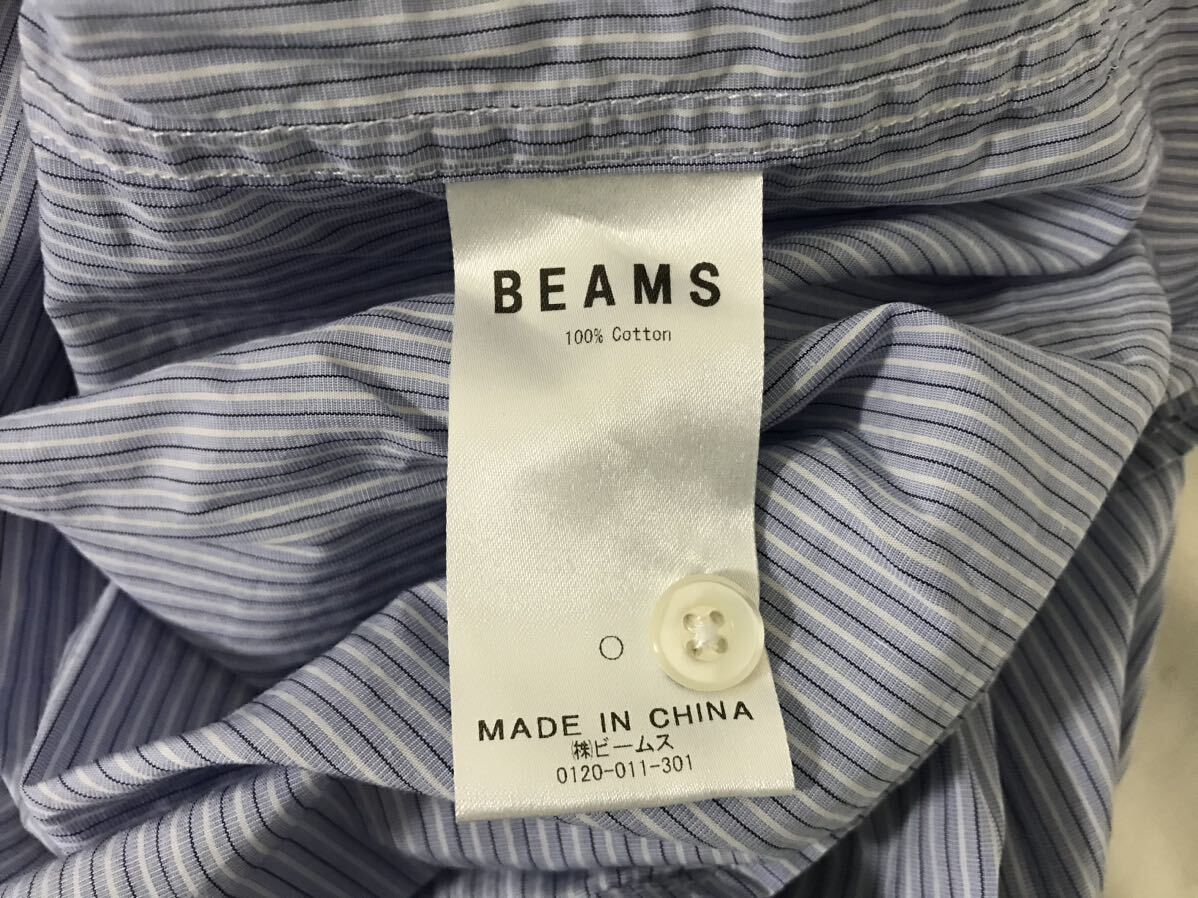 BEAMS
100% Cotton
MADE IN CHINA
㈱ビームス
0120-011-301